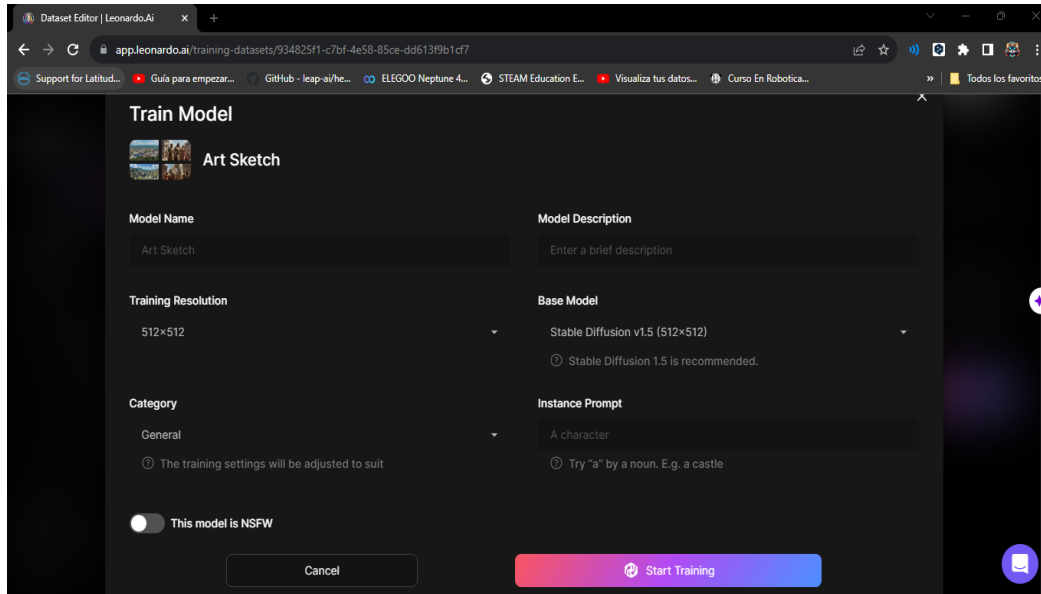 Dataset Editor | Leonardo.Ai
app.leonardo.ai/training-datasets/934825f1-c7bf-4e58-85ce-dd613f9b1cf7
Support for Latitud... Guía para empezar... GitHub - leap-ai/he... ELEGOO Neptune 4... STEAM Education E... Visualiza tus datos... Curso En Robotica... » Todos los favoritos
Train Model
Art Sketch
Model Name Model Description
Art Sketch Enter a brief description
Training Resolution Base Model
512×512 Stable Diffusion v1.5 (512×512)
Stable Diffusion 1.5 is recommended.
Category Instance Prompt
General A character
The training settings will be adjusted to suit Try "a" by a noun. E.g. a castle
This model is NSFW
Cancel Start Training